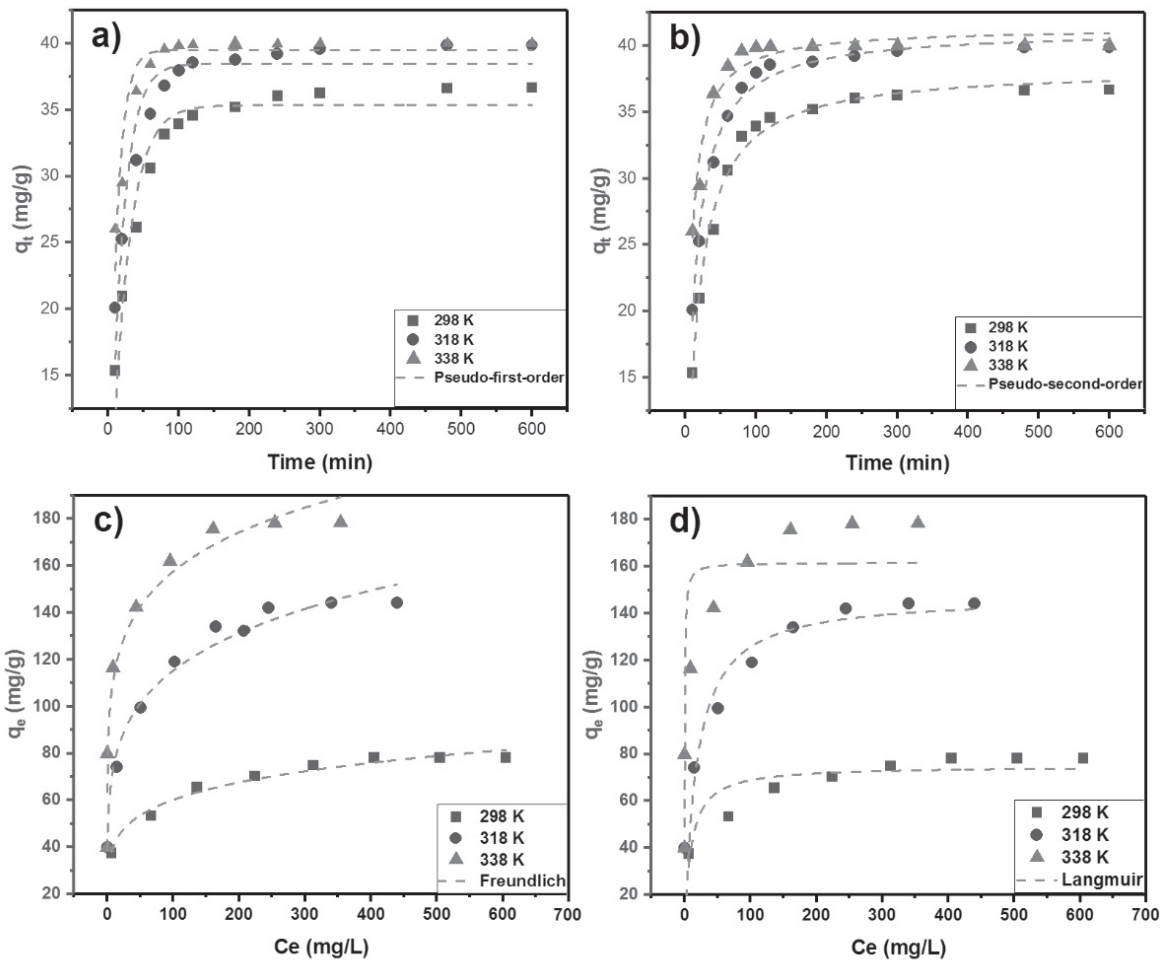 a)
40
35
30
25
20
15
qt (mg/g)
298 K
318 K
338 K
Pseudo-first-order
0 100 200 300 400 500 600
Time (min)
b)
40
35
30
25
20
15
qt (mg/g)
298 K
318 K
338 K
Pseudo-second-order
0 100 200 300 400 500 600
Time (min)
c)
180
160
140
120
100
80
60
40
20
qe (mg/g)
298 K
318 K
338 K
Freundlich
0 100 200 300 400 500 600 700
Ce (mg/L)
d)
180
160
140
120
100
80
60
40
20
qe (mg/g)
298 K
318 K
338 K
Langmuir
0 100 200 300 400 500 600 700
Ce (mg/L)